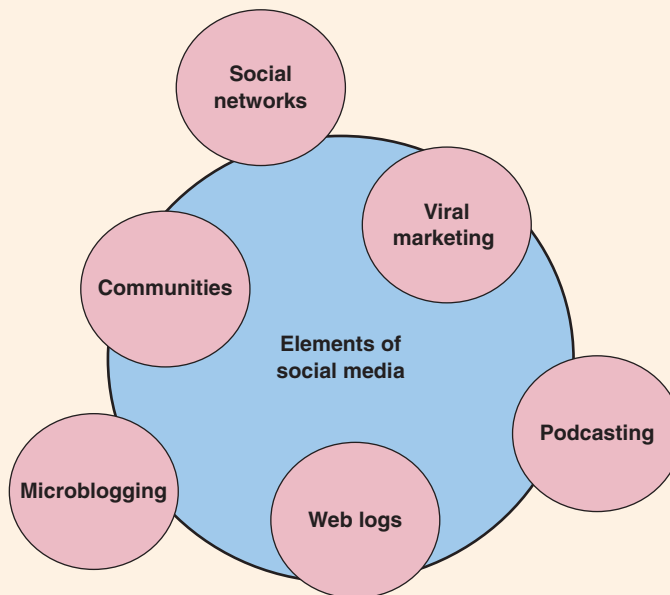 Social
networks
Viral
marketing
Communities
Elements of
social media
Podcasting
Microblogging
Web logs